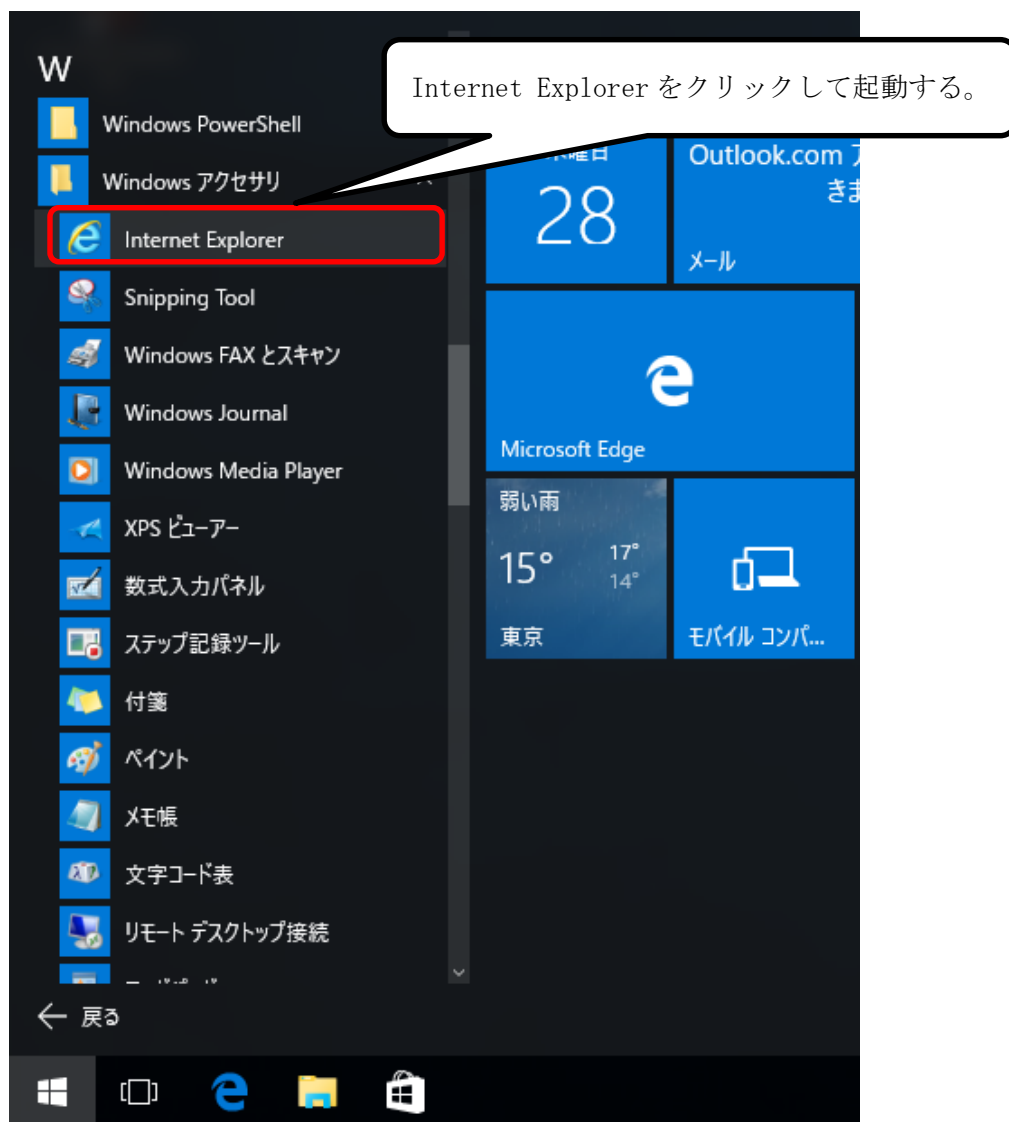 W
Internet Explorer をクリックして起動する。
Windows PowerShell
Windows アクセサリ
Internet Explorer
Snipping Tool
Windows FAX とスキャン
Windows Journal
Windows Media Player
XPS ビューアー
数式入力パネル
ステップ記録ツール
付箋
ペイント
メモ帳
文字コード表
リモート デスクトップ接続
戻る
曜日
28
Outlook.com
きま
メール
Microsoft Edge
弱い雨
15°
17°
14°
東京
モバイル コンパ...